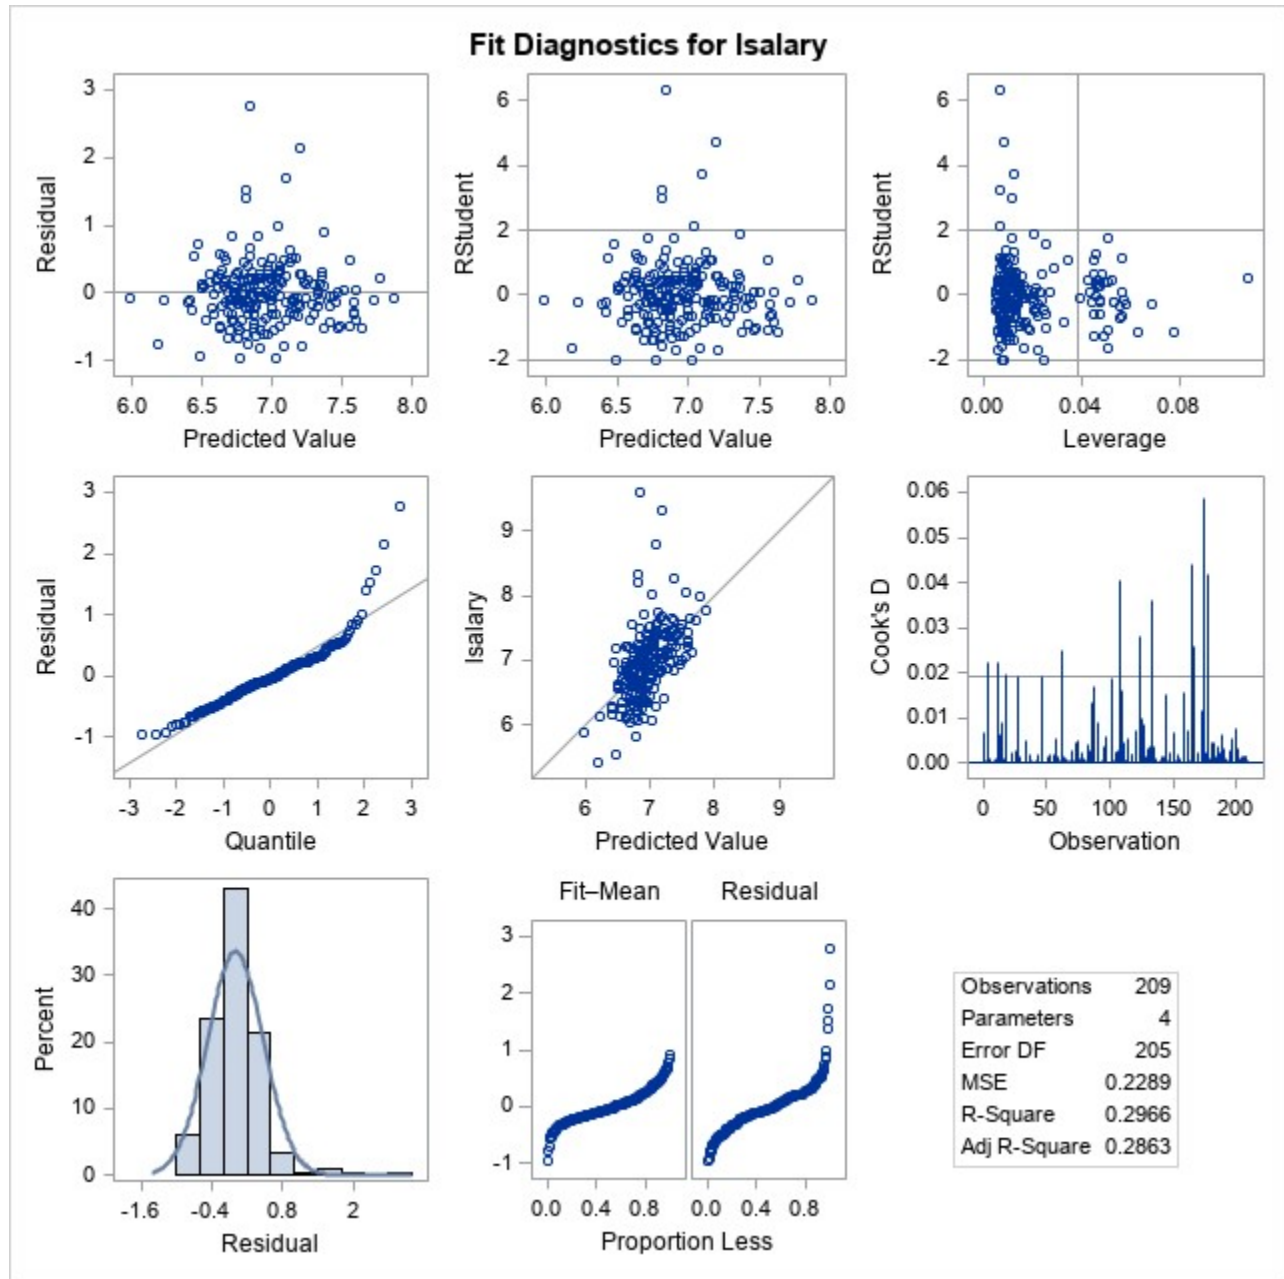 Fit Diagnostics for lsalary
3
2
1
0
-1
Residual
6.0 6.5 7.0 7.5 8.0
Predicted Value
6
4
2
0
-2
RStudent
6.0 6.5 7.0 7.5 8.0
Predicted Value
6
4
2
0
-2
RStudent
0.00 0.04 0.08
Leverage
3
2
1
0
-1
Residual
-3 -2 -1 0 1 2 3
Quantile
9
8
7
6
lsalary
6 7 8 9
Predicted Value
0.06
0.05
0.04
0.03
0.02
0.01
0.00
Cook's D
0 50 100 150 200
Observation
40
30
20
10
0
Percent
-1.6 -0.4 0.8 2
Residual
Fit–Mean Residual
3
2
1
0
-1
0.0 0.4 0.8 0.0 0.4 0.8
Proportion Less
Observations 209
Parameters 4
Error DF 205
MSE 0.2289
R-Square 0.2966
Adj R-Square 0.2863